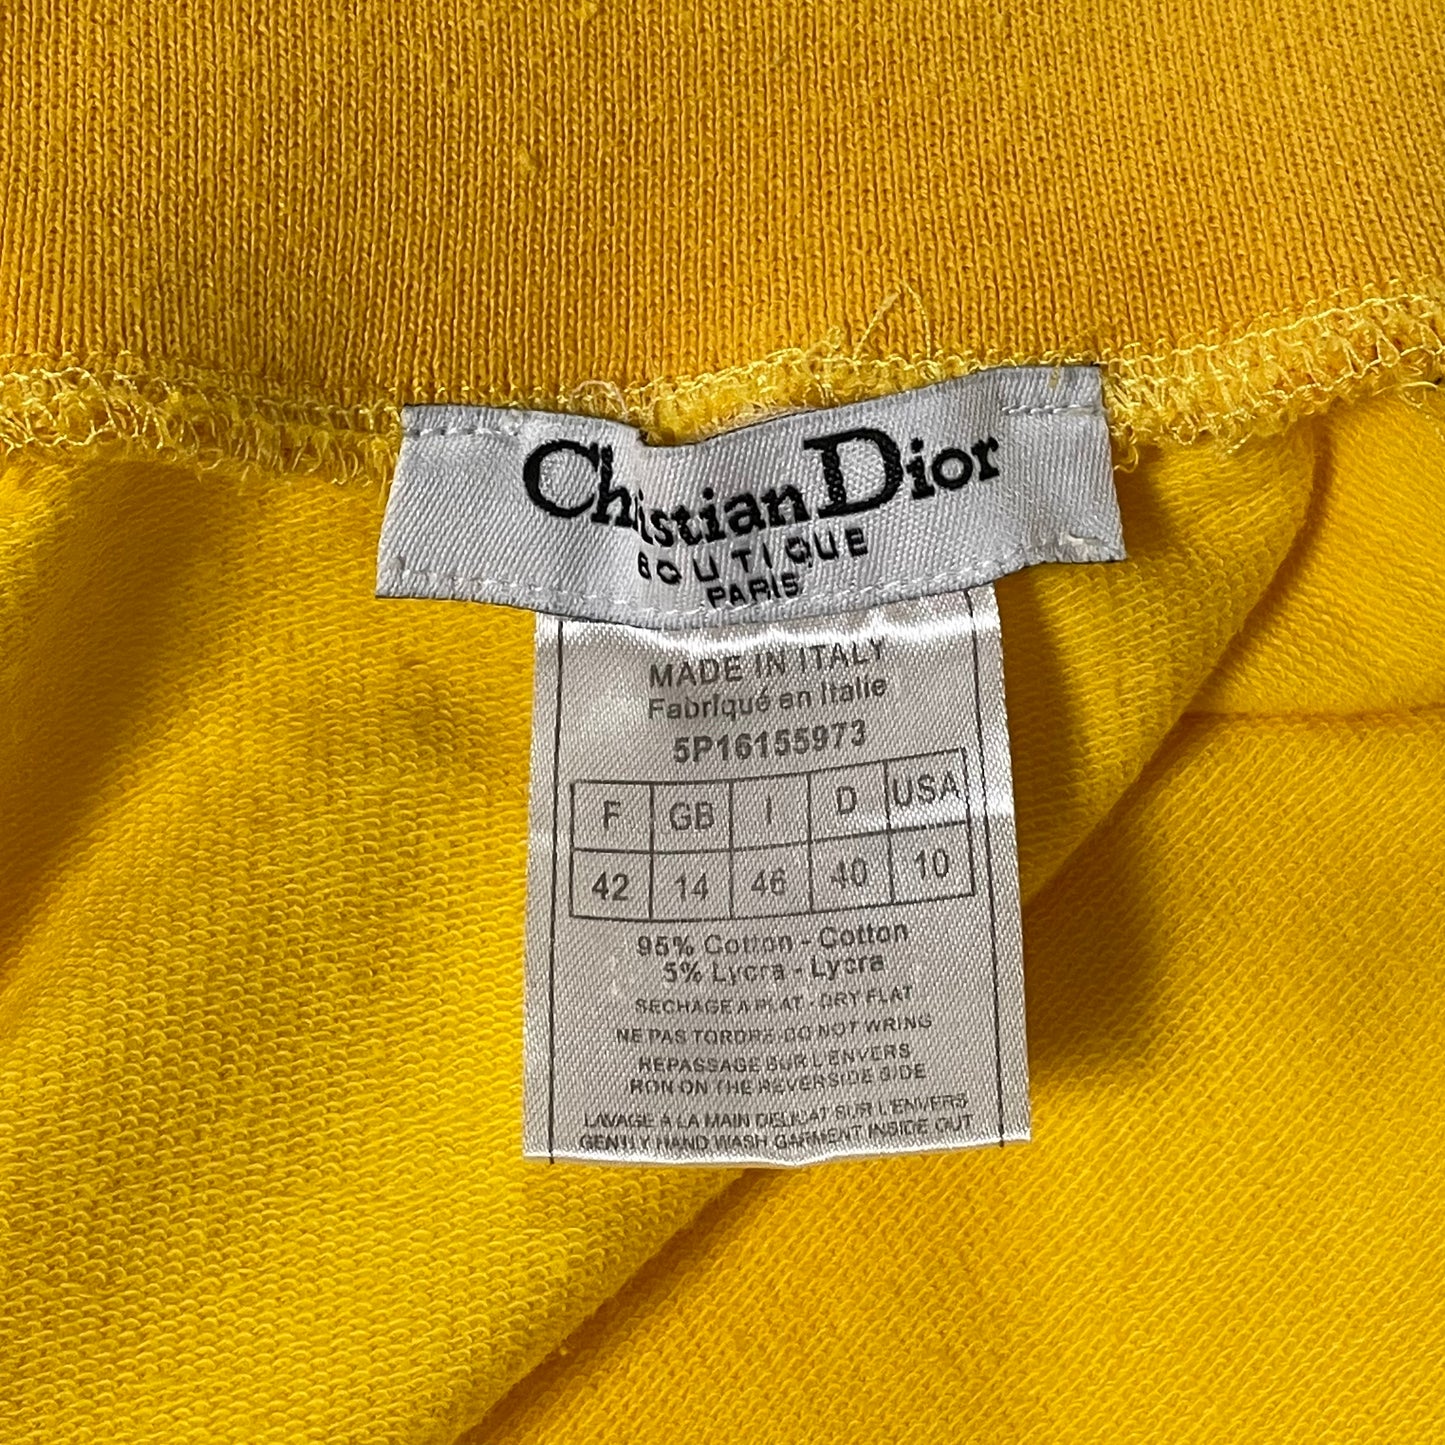 Christian Dior
BOUTIQUE
PARIS
MADE IN ITALY
Fabriqué en Italie
5P16155973
F GB I D USA
42 14 46 40 10
95% Cotton - Cotton
5% Lycra - Lycra
SECHAGE A PLAT - DRY FLAT
NE PAS TORDRE-DO NOT WRING
REPASSAGE SUR L'ENVERS
IRON ON THE REVERSIDE SIDE
LAVAGE A LA MAIN DELICAT SUR L'ENVERS
GENTLY HAND WASH GARMENT INSIDE OUT